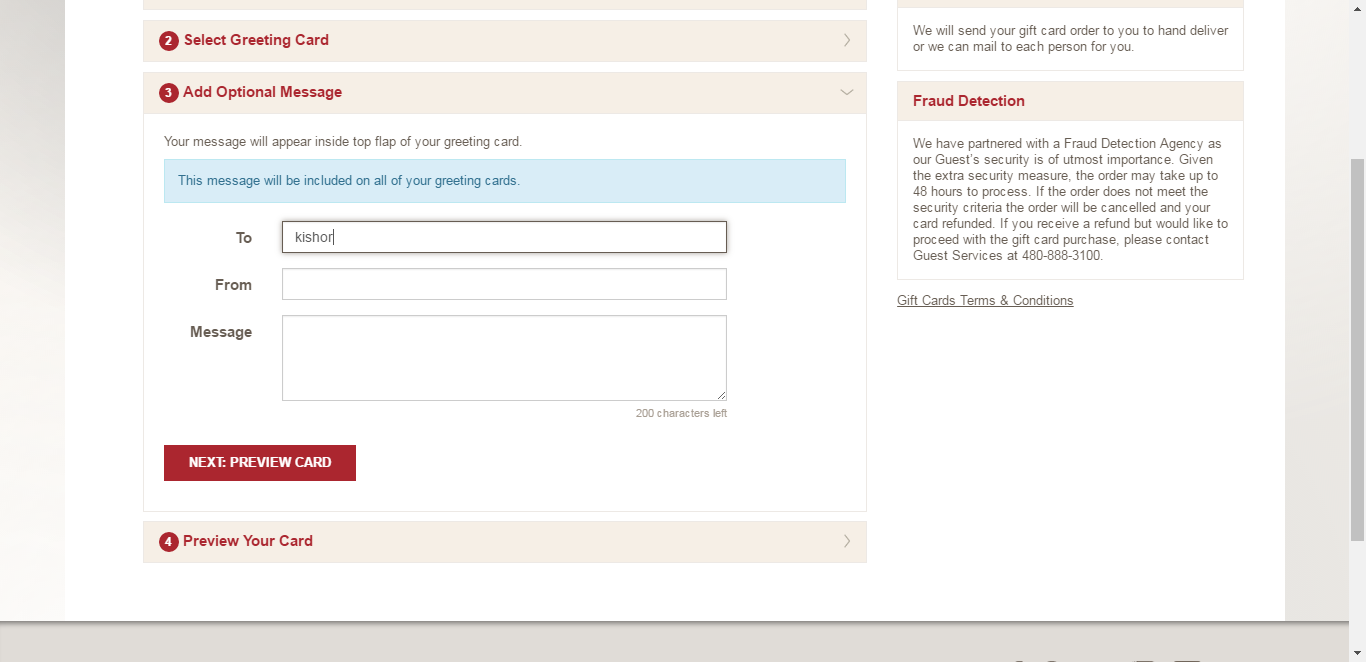 2 Select Greeting Card
3 Add Optional Message
Your message will appear inside top flap of your greeting card.
This message will be included on all of your greeting cards.
To
kishor
From
Message
200 characters left
NEXT: PREVIEW CARD
4 Preview Your Card
We will send your gift card order to you to hand deliver
or we can mail to each person for you.
Fraud Detection
We have partnered with a Fraud Detection Agency as
our Guest's security is of utmost importance. Given
the extra security measure, the order may take up to
48 hours to process. If the order does not meet the
security criteria the order will be cancelled and your
card refunded. If you receive a refund but would like to
proceed with the gift card purchase, please contact
Guest Services at 480-888-3100.
Gift Cards Terms & Conditions